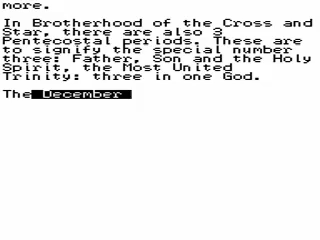 more.
In Brotherhood of the Cross and
Star, there are also 3
Pentecostal periods. These are
to signify the special number
three: Father, Son and the Holy
Spirit, the Most United
Trinity: three in one God.
The December